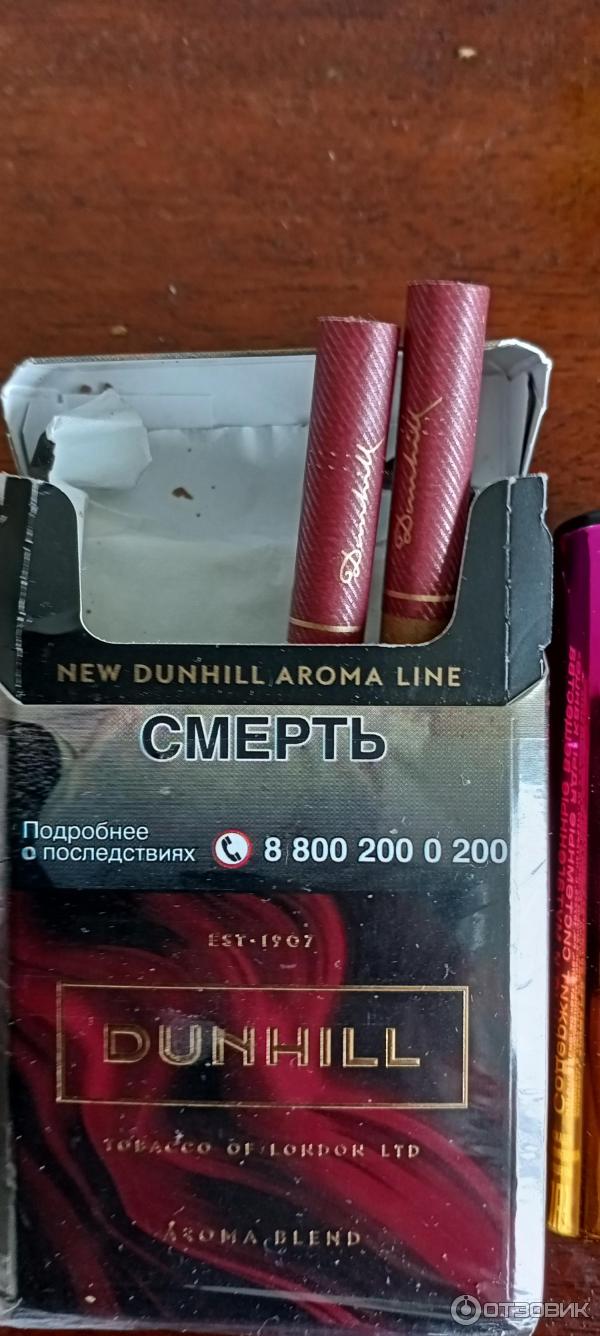 Dunhill
Dunhill
NEW DUNHILL AROMA LINE
СМЕРТЬ
Подробнее
о последствиях
8 800 200 0 200
EST·1907
DUNHILL
TOBACCO OF LONDON LTD
AROMA BLEND
ОТЗОВИК